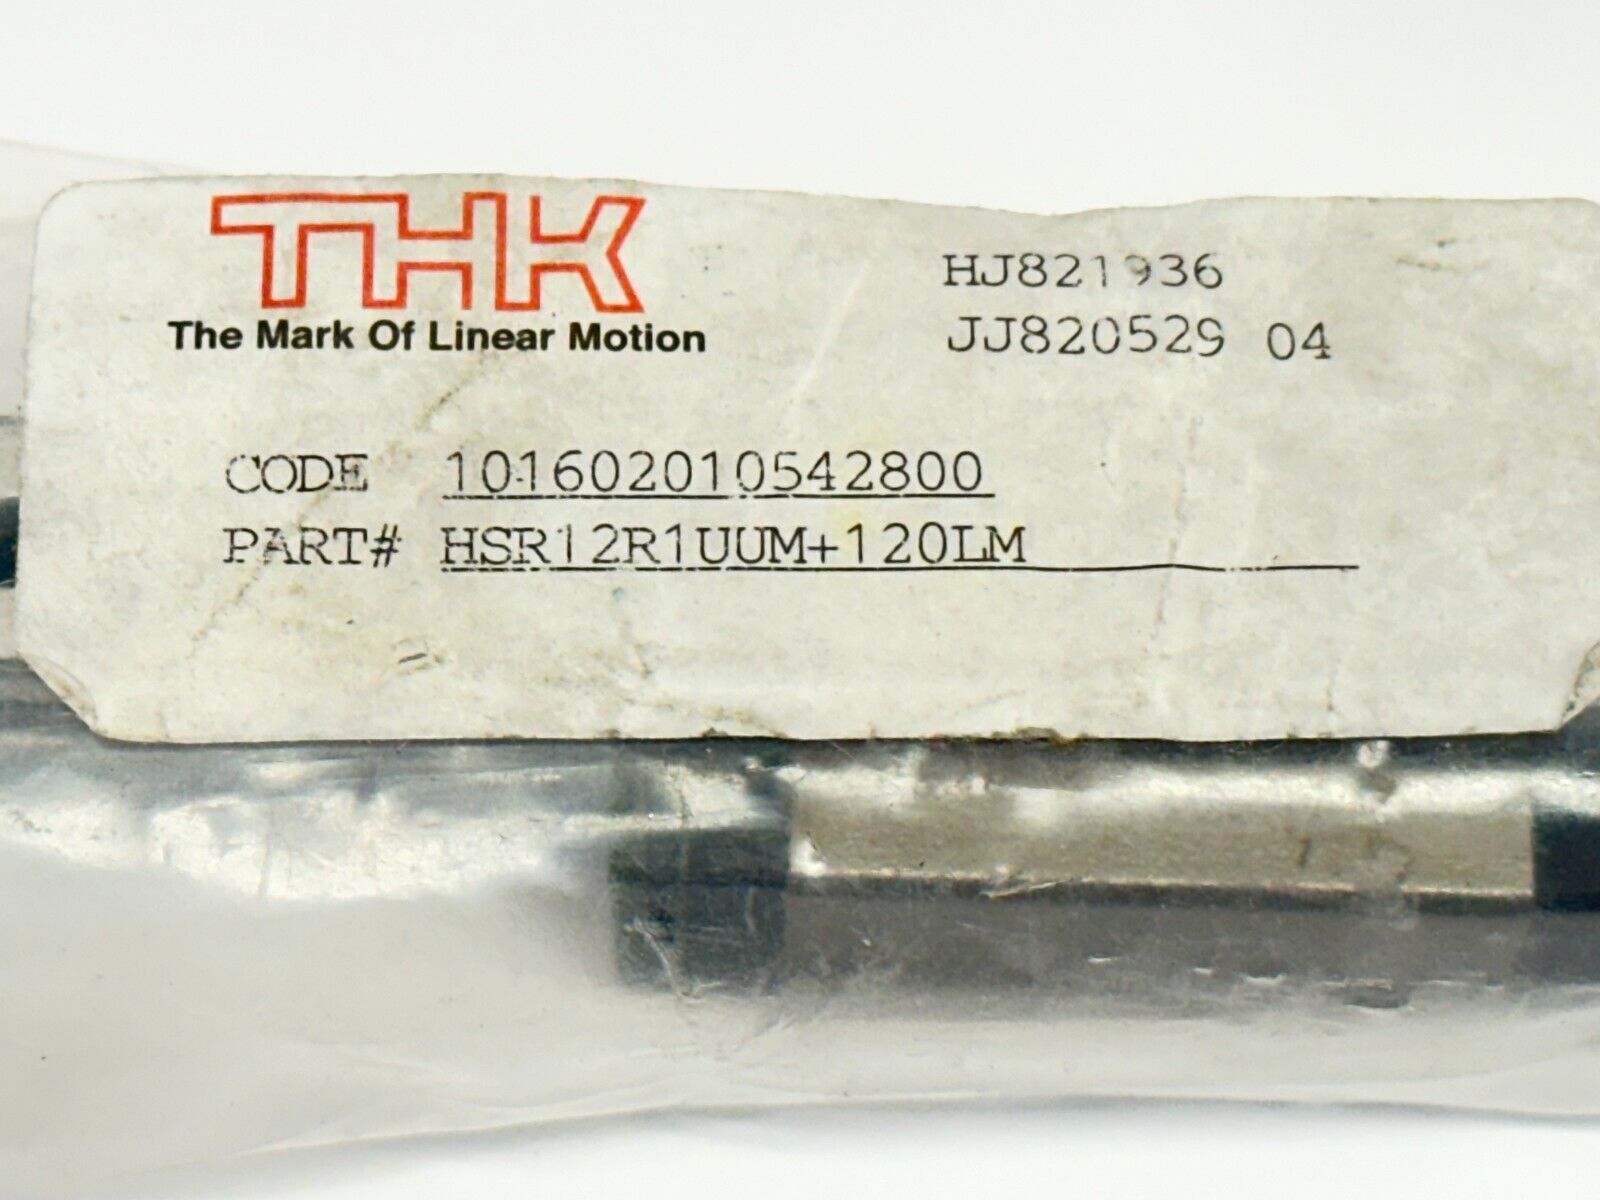 THK
The Mark Of Linear Motion
HJ821936
JJ820529 04
CODE 101602010542800
PART# HSR12R1UUM+120LM